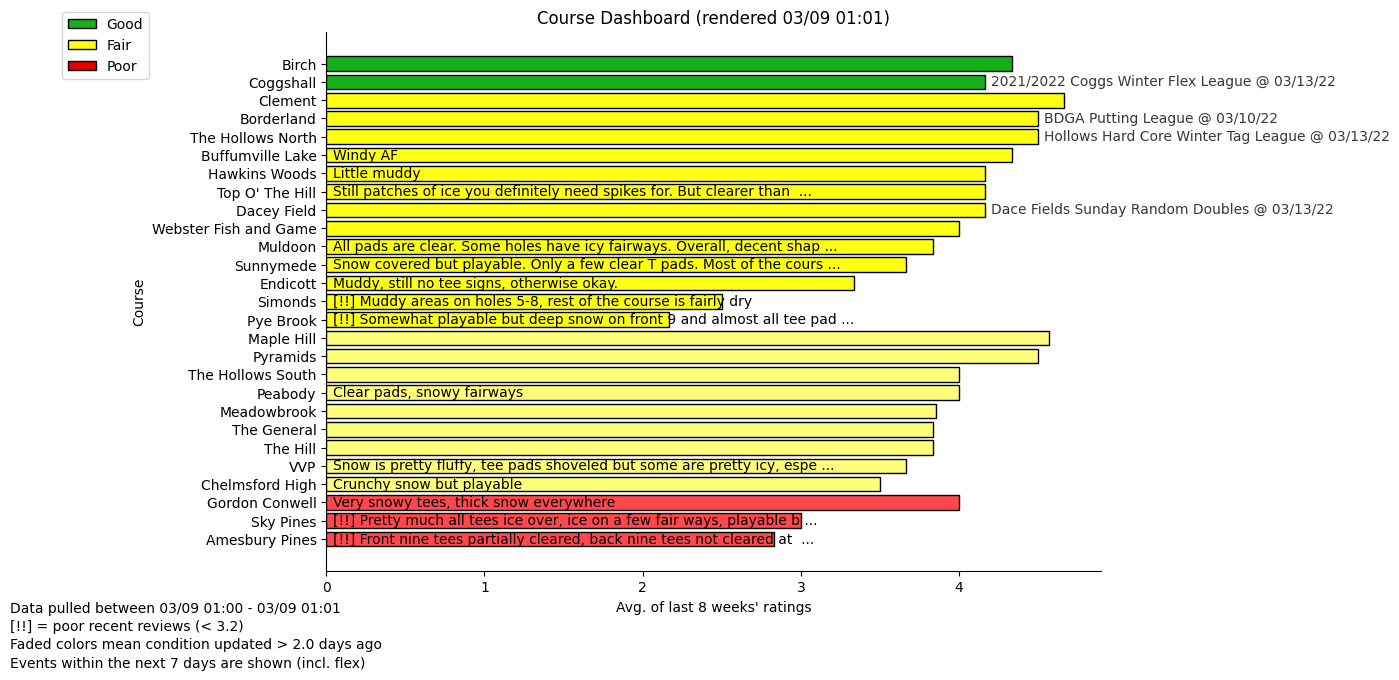 Course Dashboard (rendered 03/09 01:01)
Good
Fair
Poor
Course
Birch
Coggshall 2021/2022 Coggs Winter Flex League @ 03/13/22
Clement
Borderland BDGA Putting League @ 03/10/22
The Hollows North Hollows Hard Core Winter Tag League @ 03/13/22
Buffumville Lake Windy AF
Hawkins Woods Little muddy
Top O' The Hill Still patches of ice you definitely need spikes for. But clearer than  ...
Dacey Field Dace Fields Sunday Random Doubles @ 03/13/22
Webster Fish and Game
Muldoon All pads are clear. Some holes have icy fairways. Overall, decent shap ...
Sunnymede Snow covered but playable. Only a few clear T pads. Most of the cours ...
Endicott Muddy, still no tee signs, otherwise okay.
Simonds [!!] Muddy areas on holes 5-8, rest of the course is fairly dry
Pye Brook [!!] Somewhat playable but deep snow on front 9 and almost all tee pad ...
Maple Hill
Pyramids
The Hollows South
Peabody Clear pads, snowy fairways
Meadowbrook
The General
The Hill
VVP Snow is pretty fluffy, tee pads shoveled but some are pretty icy, espe ...
Chelmsford High Crunchy snow but playable
Gordon Conwell Very snowy tees, thick snow everywhere
Sky Pines [!!] Pretty much all tees ice over, ice on a few fair ways, playable b ...
Amesbury Pines [!!] Front nine tees partially cleared, back nine tees not cleared at  ...
0 1 2 3 4
Avg. of last 8 weeks' ratings
Data pulled between 03/09 01:00 - 03/09 01:01
[!!] = poor recent reviews (< 3.2)
Faded colors mean condition updated > 2.0 days ago
Events within the next 7 days are shown (incl. flex)